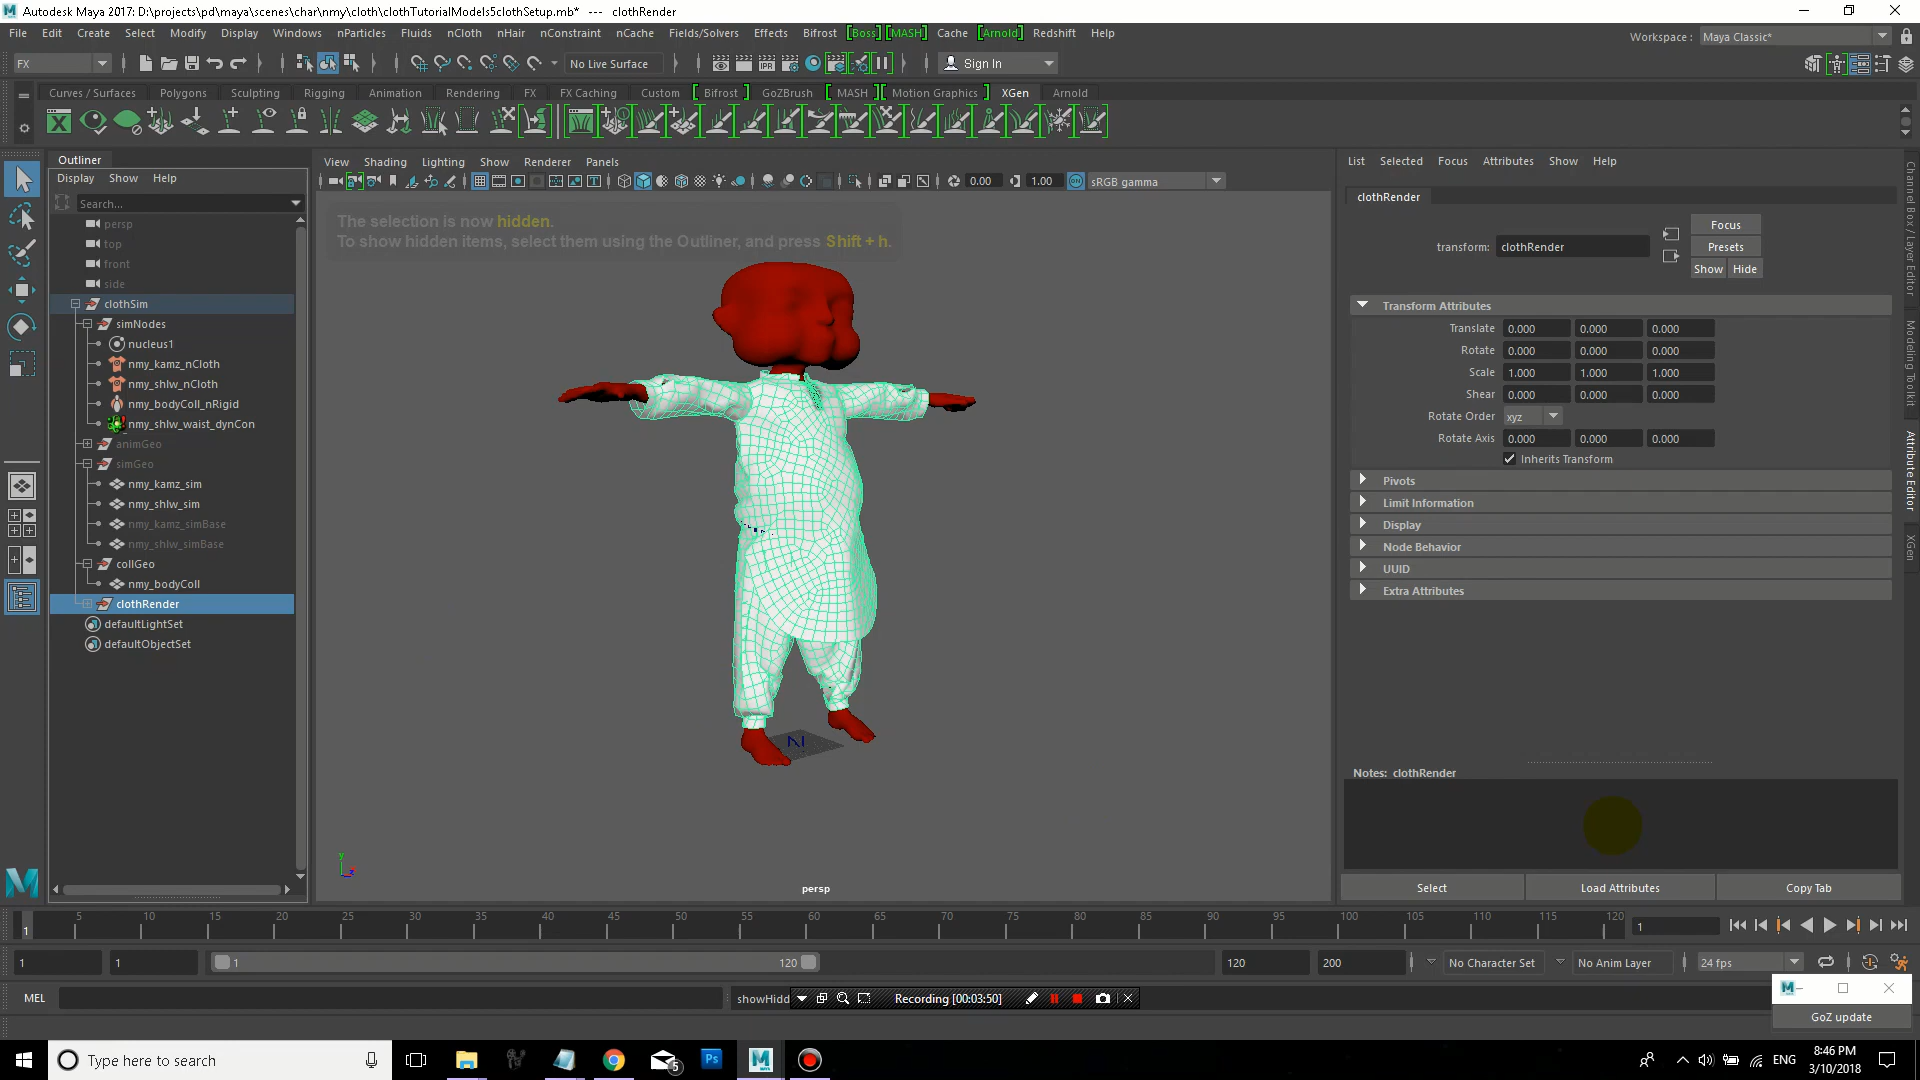 Autodesk Maya 2017: D:\projects\pd\maya\scenes\char\nmy\cloth\clothTutorialModels5clothSetup.mb* --- clothRender
File Edit Create Select Modify Display Windows nParticles Fluids nCloth nHair nConstraint nCache Fields/Solvers Effects Bifrost [Boss] [MASH] Cache [Arnold] Redshift Help
Workspace : Maya Classic*
FX No Live Surface Sign In
Curves / Surfaces Polygons Sculpting Rigging Animation Rendering FX FX Caching Custom [ Bifrost ] GoZBrush [ MASH ] [ Motion Graphics ] XGen Arnold
IPR
Outliner
Display Show Help
Search...
persp
top
front
side
clothSim
simNodes
nucleus1
nmy_kamz_nCloth
nmy_shlw_nCloth
nmy_bodyColl_nRigid
nmy_shlw_waist_dynCon
animGeo
simGeo
nmy_kamz_sim
nmy_shlw_sim
nmy_kamz_simBase
nmy_shlw_simBase
collGeo
nmy_bodyColl
clothRender
defaultLightSet
defaultObjectSet
View Shading Lighting Show Renderer Panels
0.00 1.00 sRGB gamma
The selection is now hidden.
To show hidden items, select them using the Outliner, and press Shift + h.
persp
List Selected Focus Attributes Show Help
clothRender
transform: clothRender
Focus
Presets
Show Hide
Transform Attributes
Translate 0.000 0.000 0.000
Rotate 0.000 0.000 0.000
Scale 1.000 1.000 1.000
Shear 0.000 0.000 0.000
Rotate Order xyz
Rotate Axis 0.000 0.000 0.000
Inherits Transform
Pivots
Limit Information
Display
Node Behavior
UUID
Extra Attributes
Notes: clothRender
Select Load Attributes Copy Tab
Channel Box / Layer Editor
Modeling Toolkit
Attribute Editor
XGen
5 10 15 20 25 30 35 40 45 50 55 60 65 70 75 80 85 90 95 100 105 110 115 120
1 1
1 1 1 120 120 200 No Character Set No Anim Layer 24 fps
MEL showHidd Recording [00:03:50]
GoZ update
Type here to search
5
Ps
ENG
8:46 PM
3/10/2018